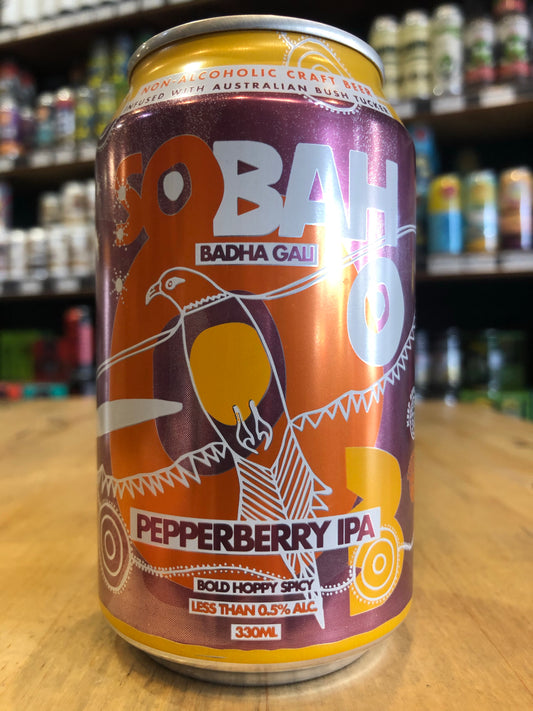 NON-ALCOHOLIC CRAFT BEER
INFUSED WITH AUSTRALIAN BUSH TUCKER
SOBAH
BADHA GALI
PEPPERBERRY IPA
BOLD HOPPY SPICY
LESS THAN 0.5% ALC.
330ML